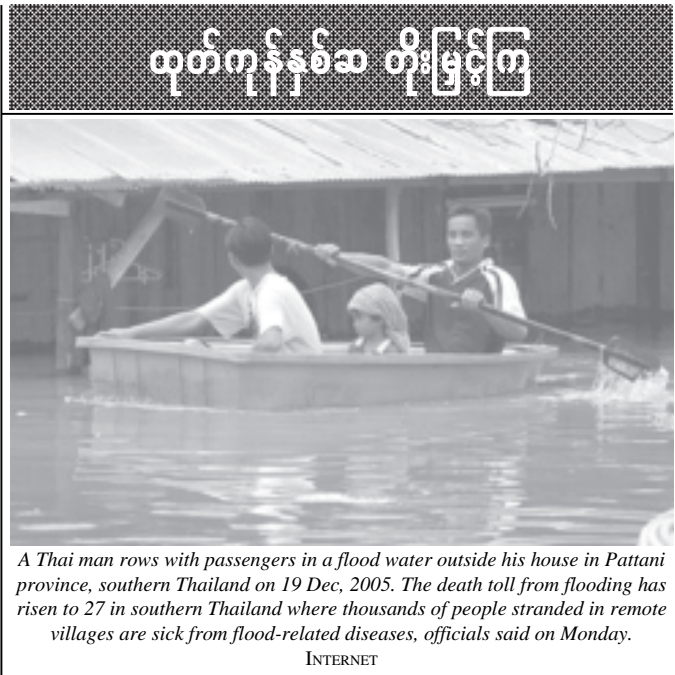 ထုတ်ကုန်နှစ်ဆ တိုးမြှင့်ကြ
A Thai man rows with passengers in a flood water outside his house in Pattani
province, southern Thailand on 19 Dec, 2005. The death toll from flooding has
risen to 27 in southern Thailand where thousands of people stranded in remote
villages are sick from flood-related diseases, officials said on Monday.
INTERNET